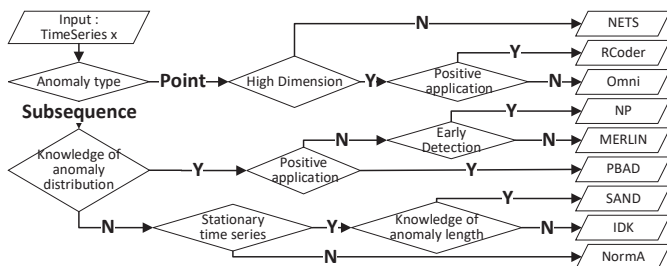 Input :
TimeSeries x
N
NETS
Y
RCoder
Anomaly type
Point
High Dimension
Y
Positive
application
N
Omni
Subsequence
Y
NP
N
Early
Detection
N
MERLIN
Knowledge of
anomaly
distribution
Y
Positive
application
Y
PBAD
Y
SAND
N
Stationary
time series
Y
Knowledge of
anomaly length
N
IDK
N
NormA